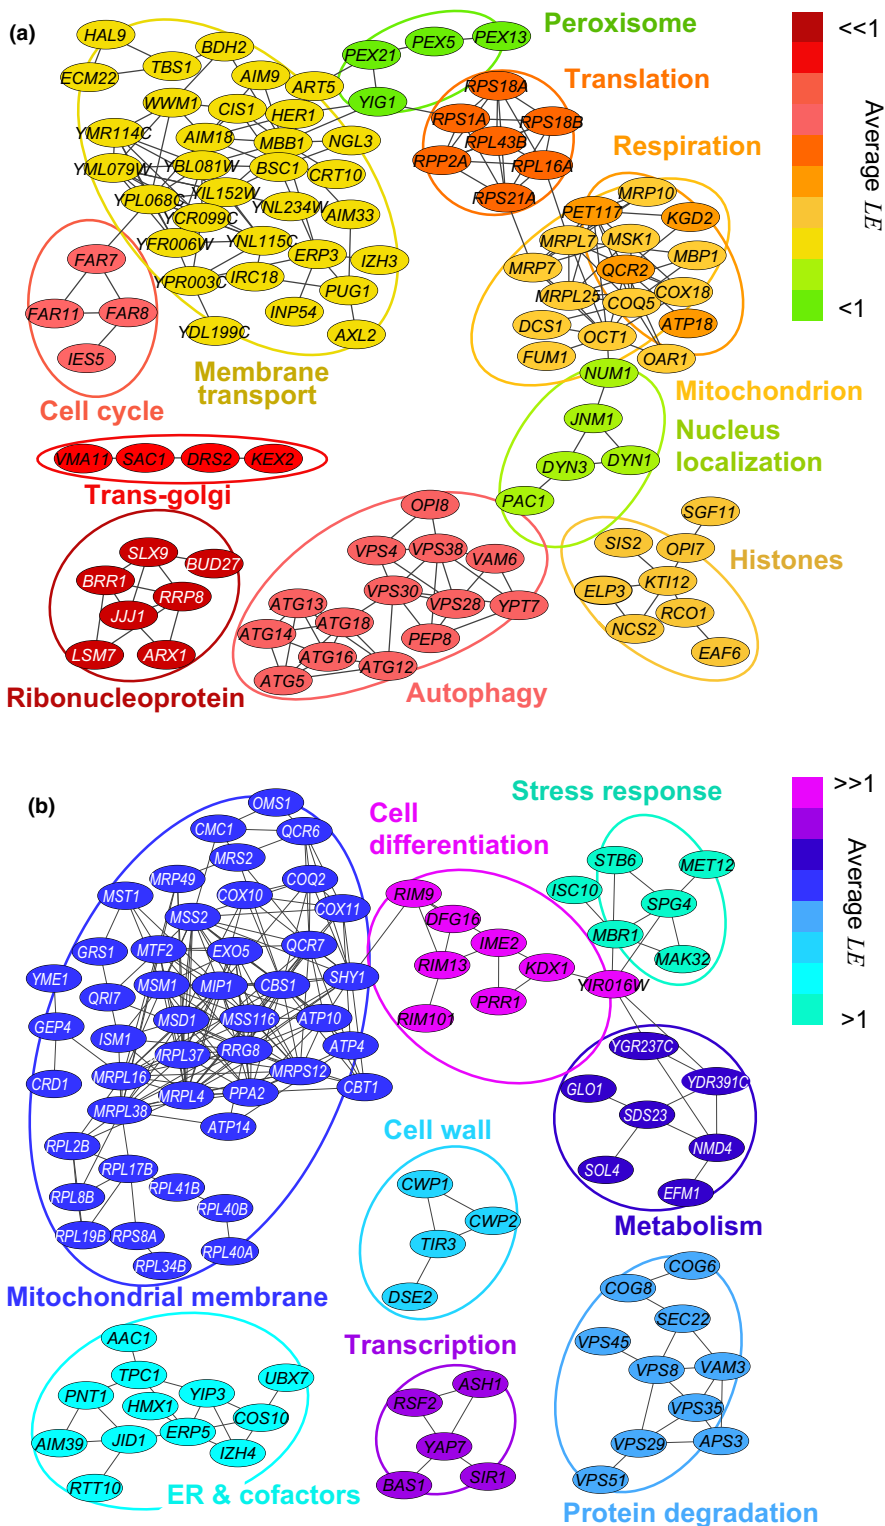 (a)
Peroxisome
HAL9
BDH2
PEX21
PEX5
PEX13
<<1
ECM22
TBS1
AIM9
ART5
Translation
RPS18A
WWM1
CIS1
HER1
YIG1
RPS1A
RPS18B
YMR114C
AIM18
MBB1
NGL3
RPL43B
Respiration
Average LE
YML079W
YBL081W
BSC1
CRT10
RPP2A
RPL16A
YPL068C
YIL152W
YNL234W
AIM33
RPS21A
MRP10
YCR099C
PET117
KGD2
YFR006W
YNL115C
ERP3
IZH3
MRPL7
MSK1
MBP1
FAR7
YPR003C
IRC18
PUG1
MRP7
QCR2
COX18
FAR11
FAR8
INP54
AXL2
MRPL25
COQ5
<1
YDL199C
DCS1
OCT1
ATP18
IES5
FUM1
OAR1
Membrane
transport
NUM1
Mitochondrion
Cell cycle
JNM1
Nucleus
localization
VMA11
SAC1
DRS2
KEX2
DYN3
DYN1
Trans-golgi
PAC1
OPI8
SGF11
SLX9
BUD27
VPS4
VPS38
VAM6
SIS2
OPI7
Histones
BRR1
RRP8
VPS30
VPS28
YPT7
ELP3
KTI12
JJJ1
ATG13
ATG18
PEP8
NCS2
RCO1
LSM7
ARX1
ATG14
ATG16
ATG12
EAF6
ATG5
Ribonucleoprotein
Autophagy
(b)
OMS1
Cell
differentiation
Stress response
>>1
CMC1
QCR6
MRS2
STB6
MET12
MRP49
COQ2
RIM9
ISC10
SPG4
MST1
COX10
COX11
DFG16
MBR1
MAK32
Average LE
MSS2
IME2
GRS1
MTF2
EXO5
QCR7
RIM13
KDX1
YIR016W
YME1
QRI7
MSM1
MIP1
CBS1
SHY1
PRR1
GEP4
MSD1
MSS116
ATP10
RIM101
>1
ISM1
MRPL37
RRG8
ATP4
YGR237C
CRD1
MRPL16
MRPS12
CBT1
GLO1
YDR391C
MRPL38
MRPL4
PPA2
SDS23
ATP14
Cell wall
NMD4
RPL2B
SOL4
RPL17B
CWP1
EFM1
RPL8B
RPL41B
CWP2
Metabolism
RPL40B
TIR3
RPL19B
RPS8A
RPL40A
RPL34B
DSE2
COG6
COG8
Mitochondrial membrane
SEC22
AAC1
Transcription
VPS45
VPS8
VAM3
TPC1
UBX7
ASH1
PNT1
HMX1
YIP3
RSF2
VPS35
COS10
AIM39
JID1
ERP5
YAP7
VPS29
APS3
IZH4
RTT10
BAS1
SIR1
VPS51
ER & cofactors
Protein degradation